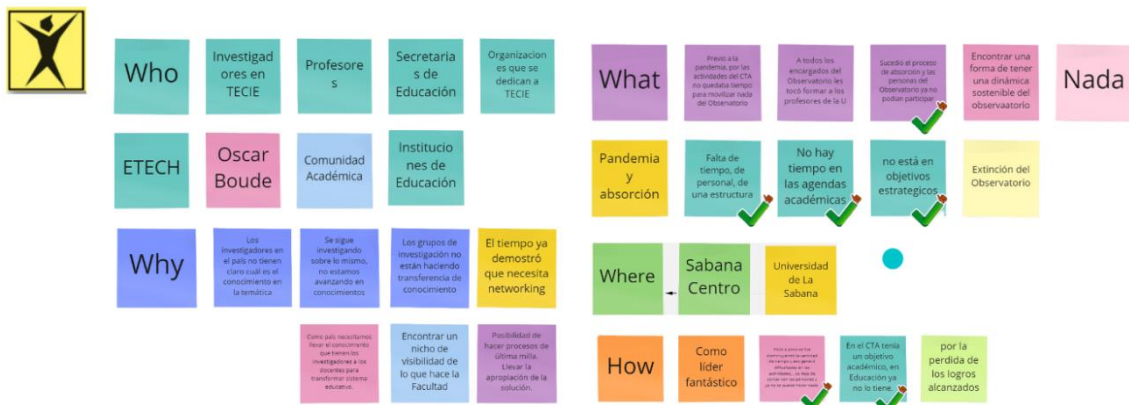 Who
Investigad
ores en
TECIE
Profesore
s
Secretaría
s de
Educación
Organizacion
es que se
dedican a
TECIE
ETECH
Oscar
Boude
Comunidad
Académica
Institucio
nes de
Educación
Why
Los
investigadores en
el país no tienen
claro cuál es el
conocimiento en
la temática
Se sigue
investigando
sobre lo mismo,
no estamos
avanzando en
conocimientos
Los grupos de
investigación no
están haciendo
transferencia de
conocimiento
El tiempo ya
demostró
que necesita
networking
Como país necesitamos
llevar el conocimiento
que tienen los
investigadores a los
docentes para
transformar sistema
educativo.
Encontrar un
nicho de
visibilidad de
lo que hace la
Facultad
Posibilidad de
hacer procesos de
última milla.
Llevar la
apropiación de la
solución.
What
Previo a la
pandemia, por las
actividades del CTA
no quedaba tiempo
para movilizar nada
del Observatorio
A todos los
encargados del
Observatorio les
tocó formar a los
profesores de la U
Sucedió el proceso
de absorción y las
personas del
Observatorio ya no
podían participar
Encontrar una
forma de tener
una dinámica
sostenible del
observaatorio
Nada
Pandemia
y
absorción
Falta de
tiempo, de
personal, de
una estructura
No hay
tiempo en
las agendas
académicas
no está en
objetivos
estrategicos
Extinción del
Observatorio
Where
Sabana
Centro
Universidad
de La
Sabana
How
Como
líder
fantástico
En el CTA tenía
un objetivo
académico, en
Educación ya
no lo tiene.
por la
perdida de
los logros
alcanzados